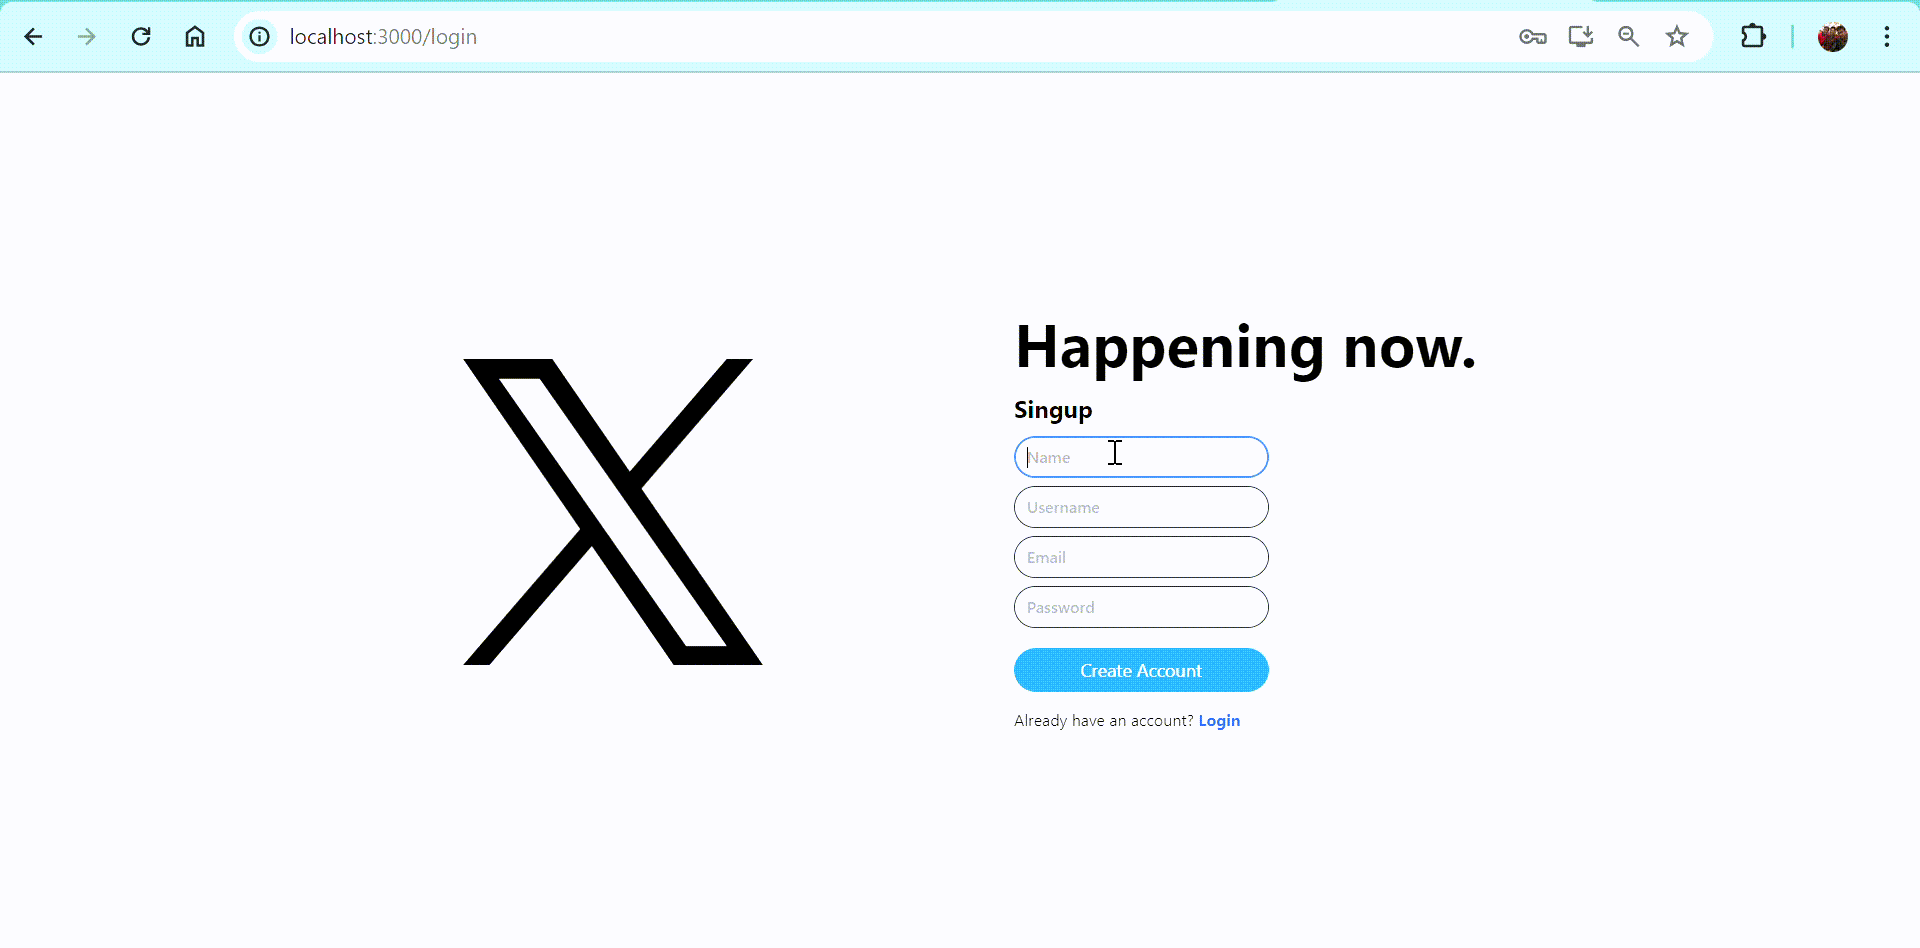 localhost:3000/login
Happening now.
Singup
Name
Username
Email
Password
Create Account
Already have an account? Login